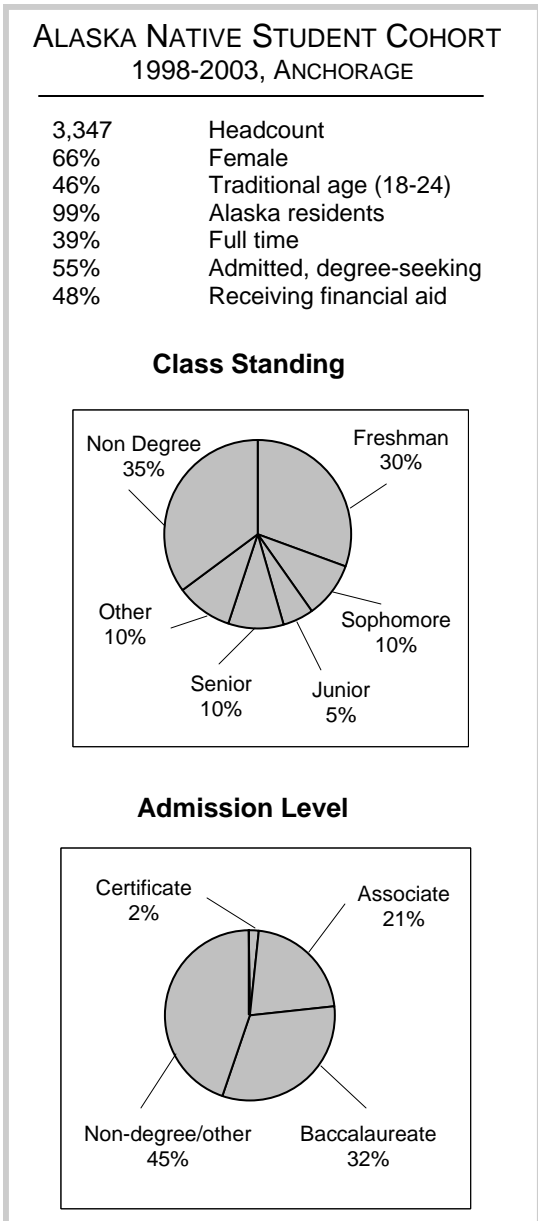 ALASKA NATIVE STUDENT COHORT
1998-2003, ANCHORAGE
3,347 Headcount
66% Female
46% Traditional age (18-24)
99% Alaska residents
39% Full time
55% Admitted, degree-seeking
48% Receiving financial aid
Class Standing
Non Degree
35%
Freshman
30%
Other
10%
Sophomore
10%
Senior
10%
Junior
5%
Admission Level
Certificate
2%
Associate
21%
Non-degree/other
45%
Baccalaureate
32%